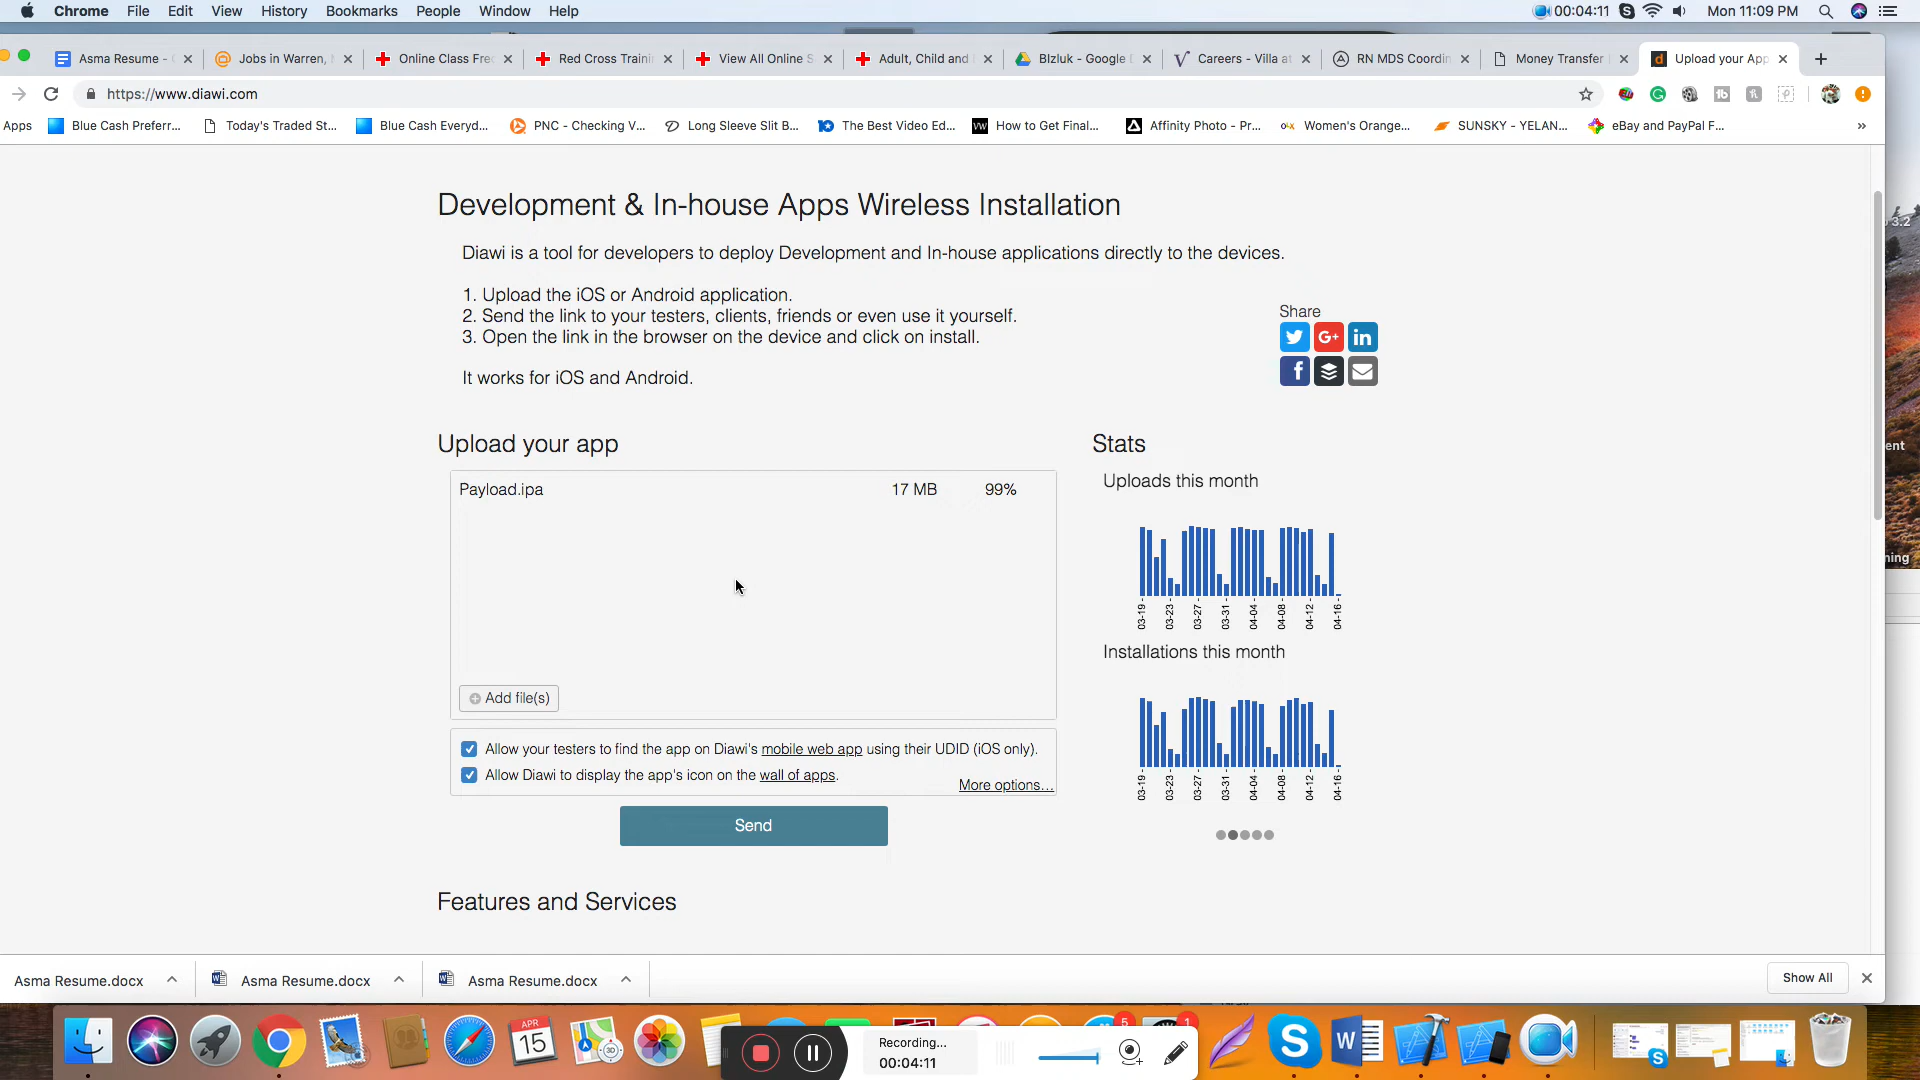 Chrome File Edit View History Bookmarks People Window Help 00:04:11 Mon 11:09 PM
Asma Resume - Jobs in Warren, Online Class Fre Red Cross Traini View All Online S Adult, Child and BIzluk - Google Careers - Villa at RN MDS Coordin Money Transfer Upload your App
https://www.diawi.com
Apps Blue Cash Preferr... Today's Traded St... Blue Cash Everyd... PNC - Checking V... Long Sleeve Slit B... The Best Video Ed... How to Get Final... Affinity Photo - Pr... Women's Orange... SUNSKY - YELAN... eBay and PayPal F... »
Development & In-house Apps Wireless Installation
Diawi is a tool for developers to deploy Development and In-house applications directly to the devices.
1. Upload the iOS or Android application.
2. Send the link to your testers, clients, friends or even use it yourself.
3. Open the link in the browser on the device and click on install.
It works for iOS and Android.
Share
Upload your app
Payload.ipa 17 MB 99%
Add file(s)
Allow your testers to find the app on Diawi's mobile web app using their UDID (iOS only).
Allow Diawi to display the app's icon on the wall of apps.
More options...
Send
Stats
Uploads this month
03-19 03-23 03-27 03-31 04-04 04-08 04-12 04-16
Installations this month
03-19 03-23 03-27 03-31 04-04 04-08 04-12 04-16
Features and Services
Asma Resume.docx Asma Resume.docx Asma Resume.docx Show All
APR 15
Recording...
00:04:11
5
1
3.2